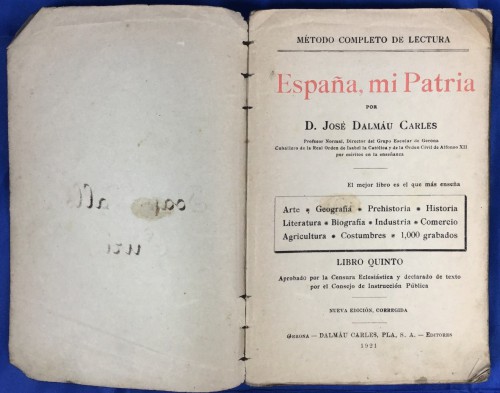 MÉTODO COMPLETO DE LECTURA
España, mi Patria
POR
D. JOSÉ DALMÁU CARLES
Profesor Normal, Director del Grupo Escolar de Gerona
Caballero de la Real Orden de Isabel la Católica y de la Orden Civil de Alfonso XII
por méritos en la enseñanza
El mejor libro es el que más enseña
Arte • Geografía • Prehistoria • Historia
Literatura • Biografía • Industria • Comercio
Agricultura • Costumbres • 1,000 grabados
LIBRO QUINTO
Aprobado por la Censura Eclesiástica y declarado de texto
por el Consejo de Instrucción Pública
NUEVA EDICIÓN, CORREGIDA
GERONA — DALMÁU CARLES, PLA, S. A. — EDITORES
1921